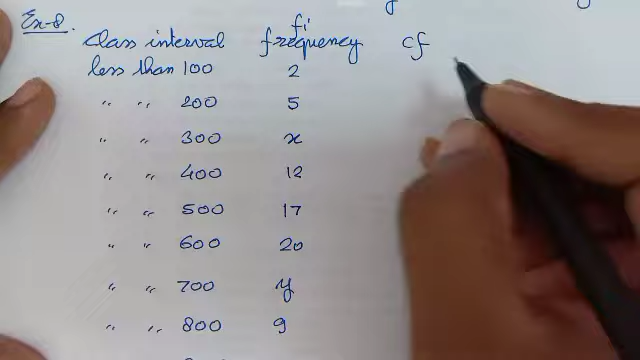 Ex-8.
fi
class interval frequency cf
less than 100 2
" " 200 5
" " 300 x
" " 400 12
" " 500 17
" " 600 20
" " 700 y
" " 800 9